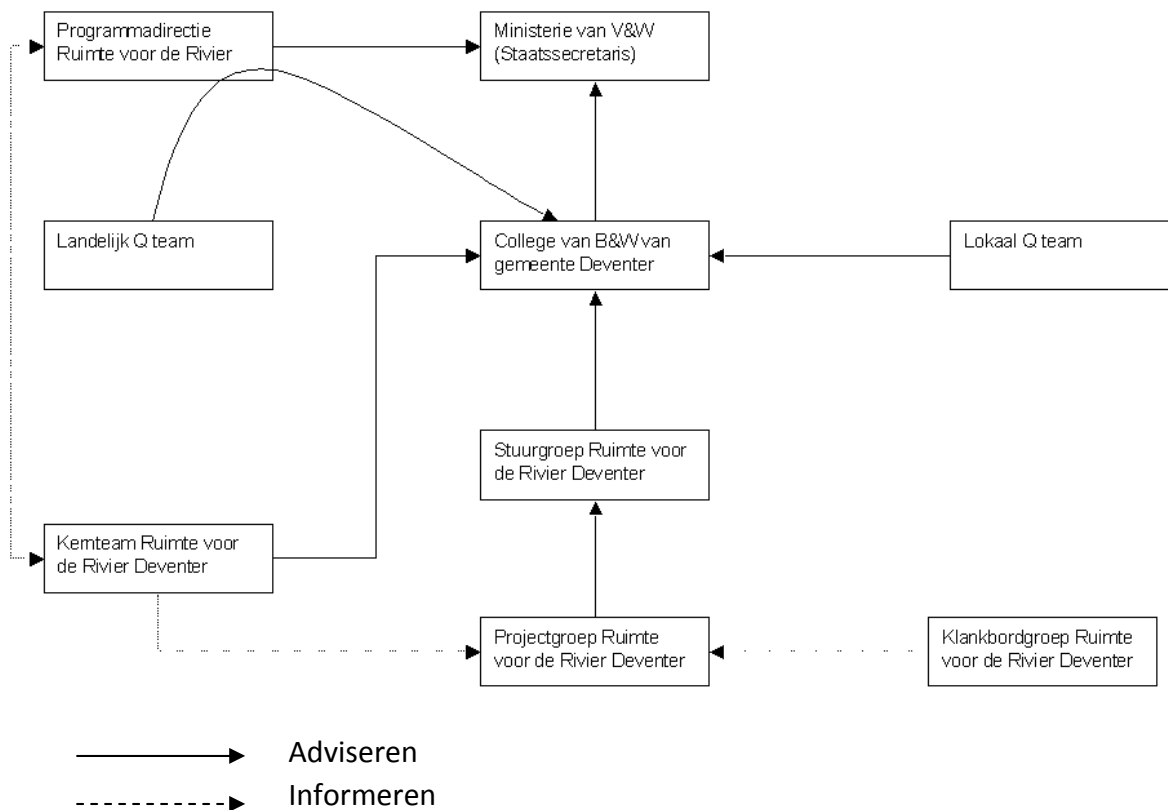 Programmadirectie
Ruimte voor de Rivier
Ministerie van V&W
(Staatssecretaris)
Landelijk Q team
College van B&W van
gemeente Deventer
Lokaal Q team
Stuurgroep Ruimte voor
de Rivier Deventer
Kernteam Ruimte voor
de Rivier Deventer
Projectgroep Ruimte
voor de Rivier Deventer
Klankbordgroep Ruimte
voor de Rivier Deventer
Adviseren
Informeren